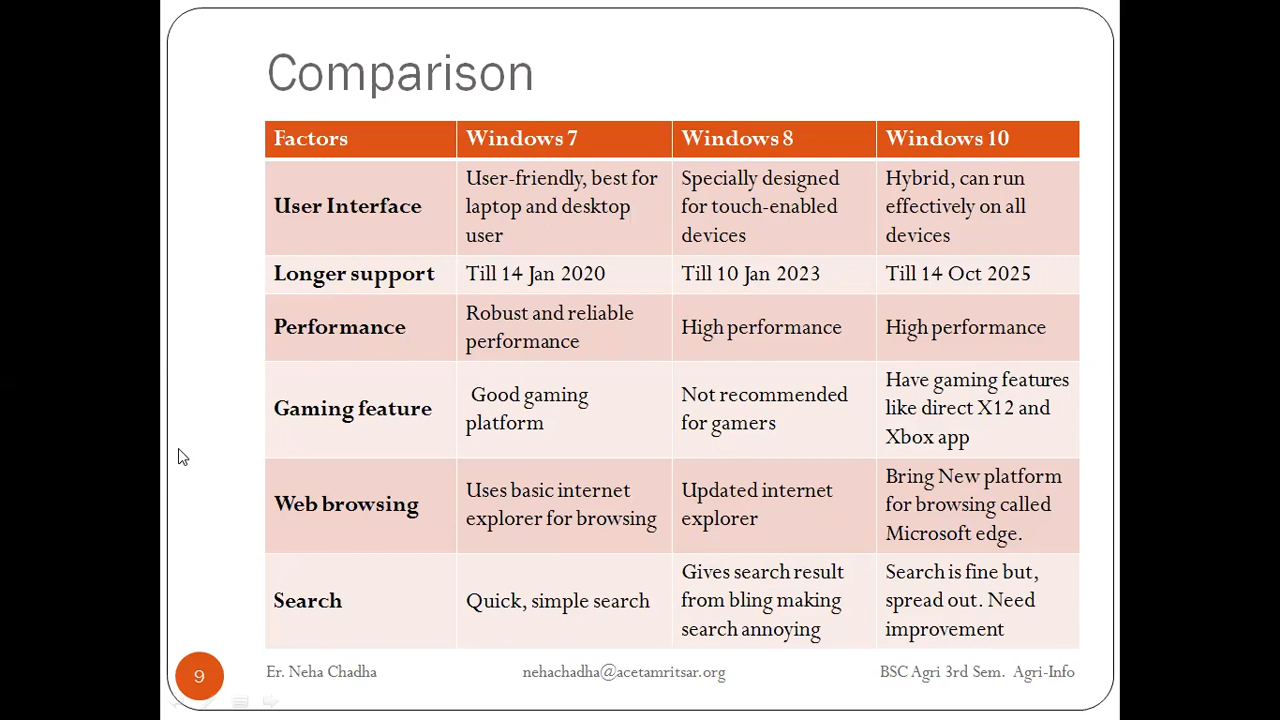 Comparison
Factors
Windows 7
Windows 8
Windows 10
User Interface
User-friendly, best for
laptop and desktop
user
Specially designed
for touch-enabled
devices
Hybrid, can run
effectively on all
devices
Longer support
Till 14 Jan 2020
Till 10 Jan 2023
Till 14 Oct 2025
Performance
Robust and reliable
performance
High performance
High performance
Gaming feature
Good gaming
platform
Not recommended
for gamers
Have gaming features
like direct X12 and
Xbox app
Web browsing
Uses basic internet
explorer for browsing
Updated internet
explorer
Bring New platform
for browsing called
Microsoft edge.
Search
Quick, simple search
Gives search result
from bling making
search annoying
Search is fine but,
spread out. Need
improvement
9
Er. Neha Chadha
nehachadha@acetamritsar.org
BSC Agri 3rd Sem. Agri-Info